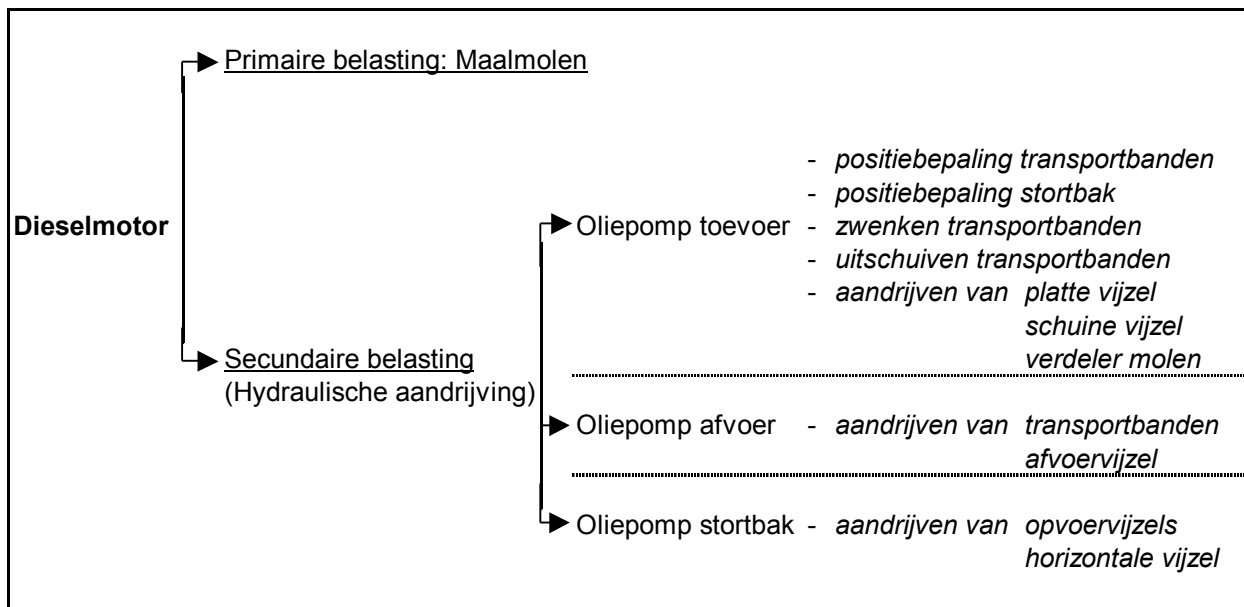 Primaire belasting: Maalmolen
- positiebepaling transportbanden
- positiebepaling stortbak
Dieselmotor
Oliepomp toevoer - zwenken transportbanden
- uitschuiven transportbanden
- aandrijven van platte vijzel
schuine vijzel
Secundaire belasting verdeler molen
(Hydraulische aandrijving)
Oliepomp afvoer - aandrijven van transportbanden
afvoervijzel
Oliepomp stortbak - aandrijven van opvoervijzels
horizontale vijzel